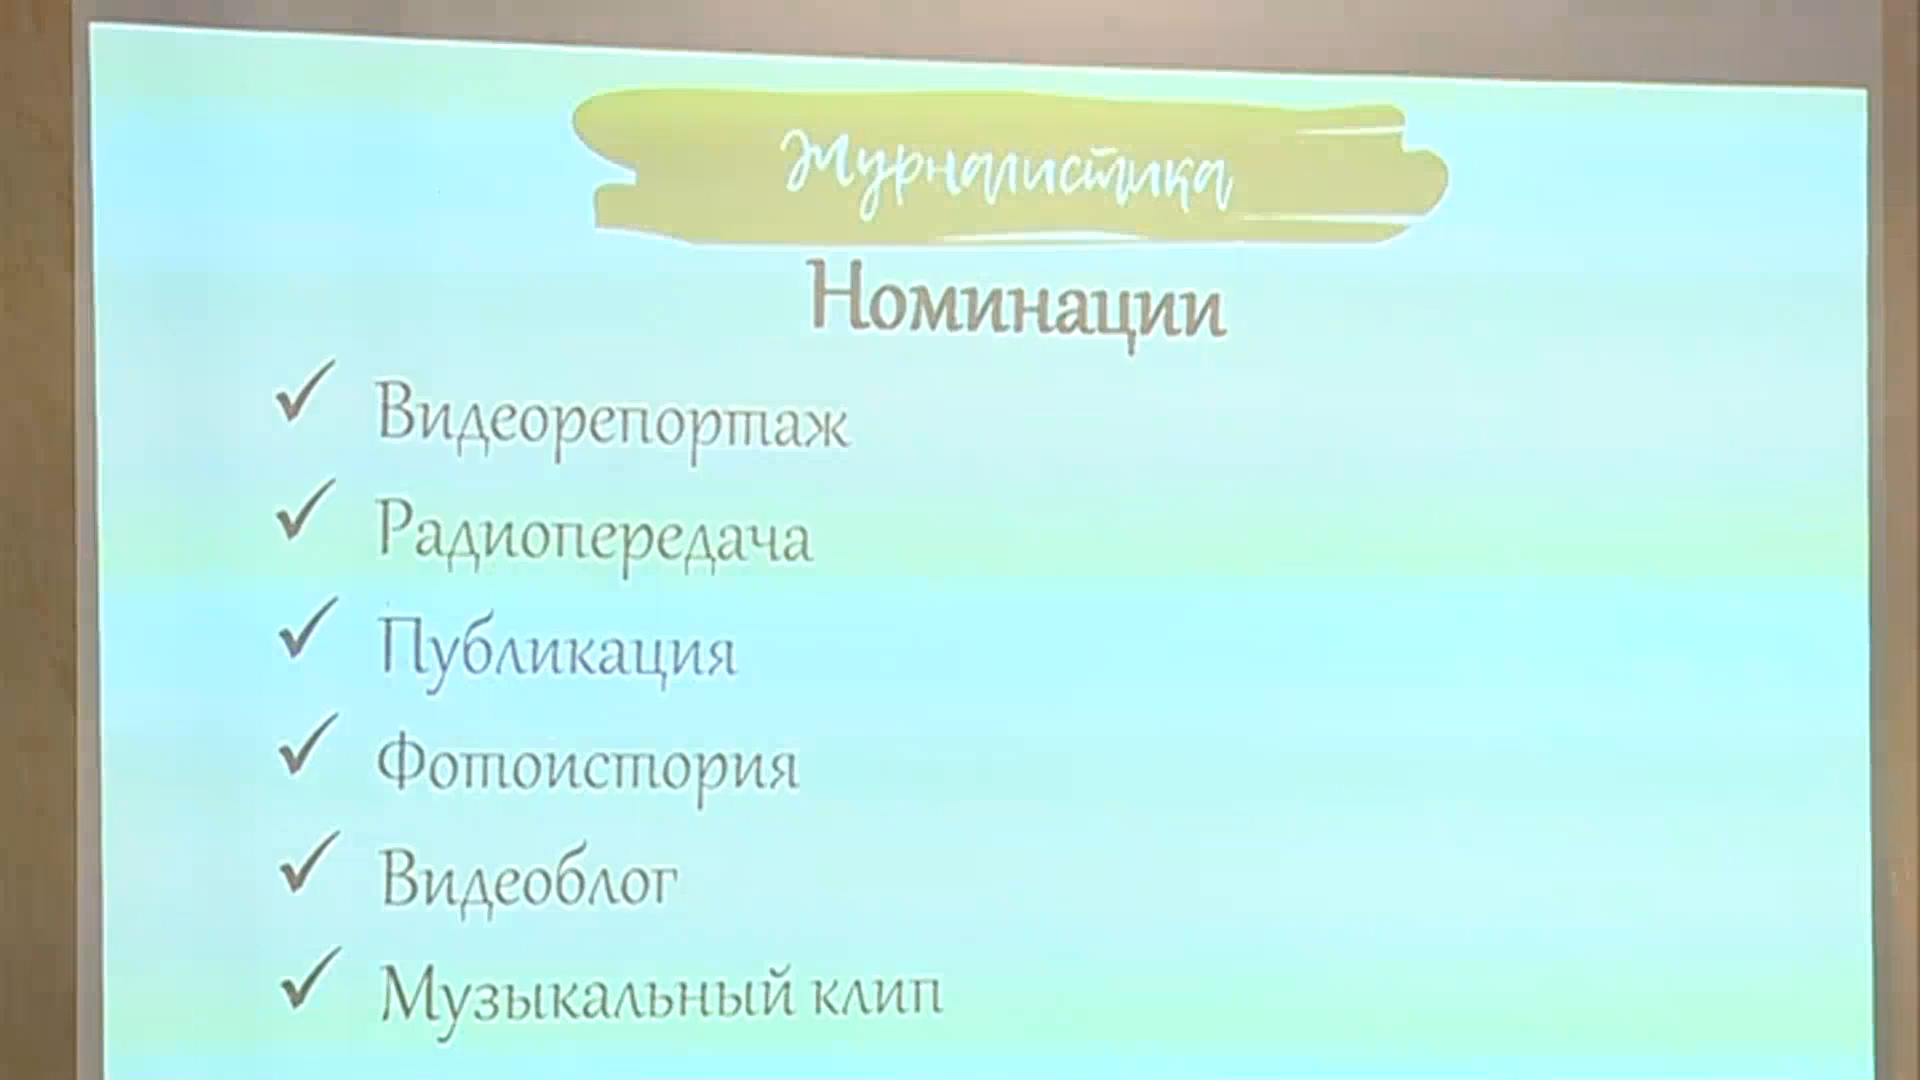 Журналистика
Номинации
✓ Видеорепортаж
✓ Радиопередача
✓ Публикация
✓ Фотоистория
✓ Видеоблог
✓ Музыкальный клип